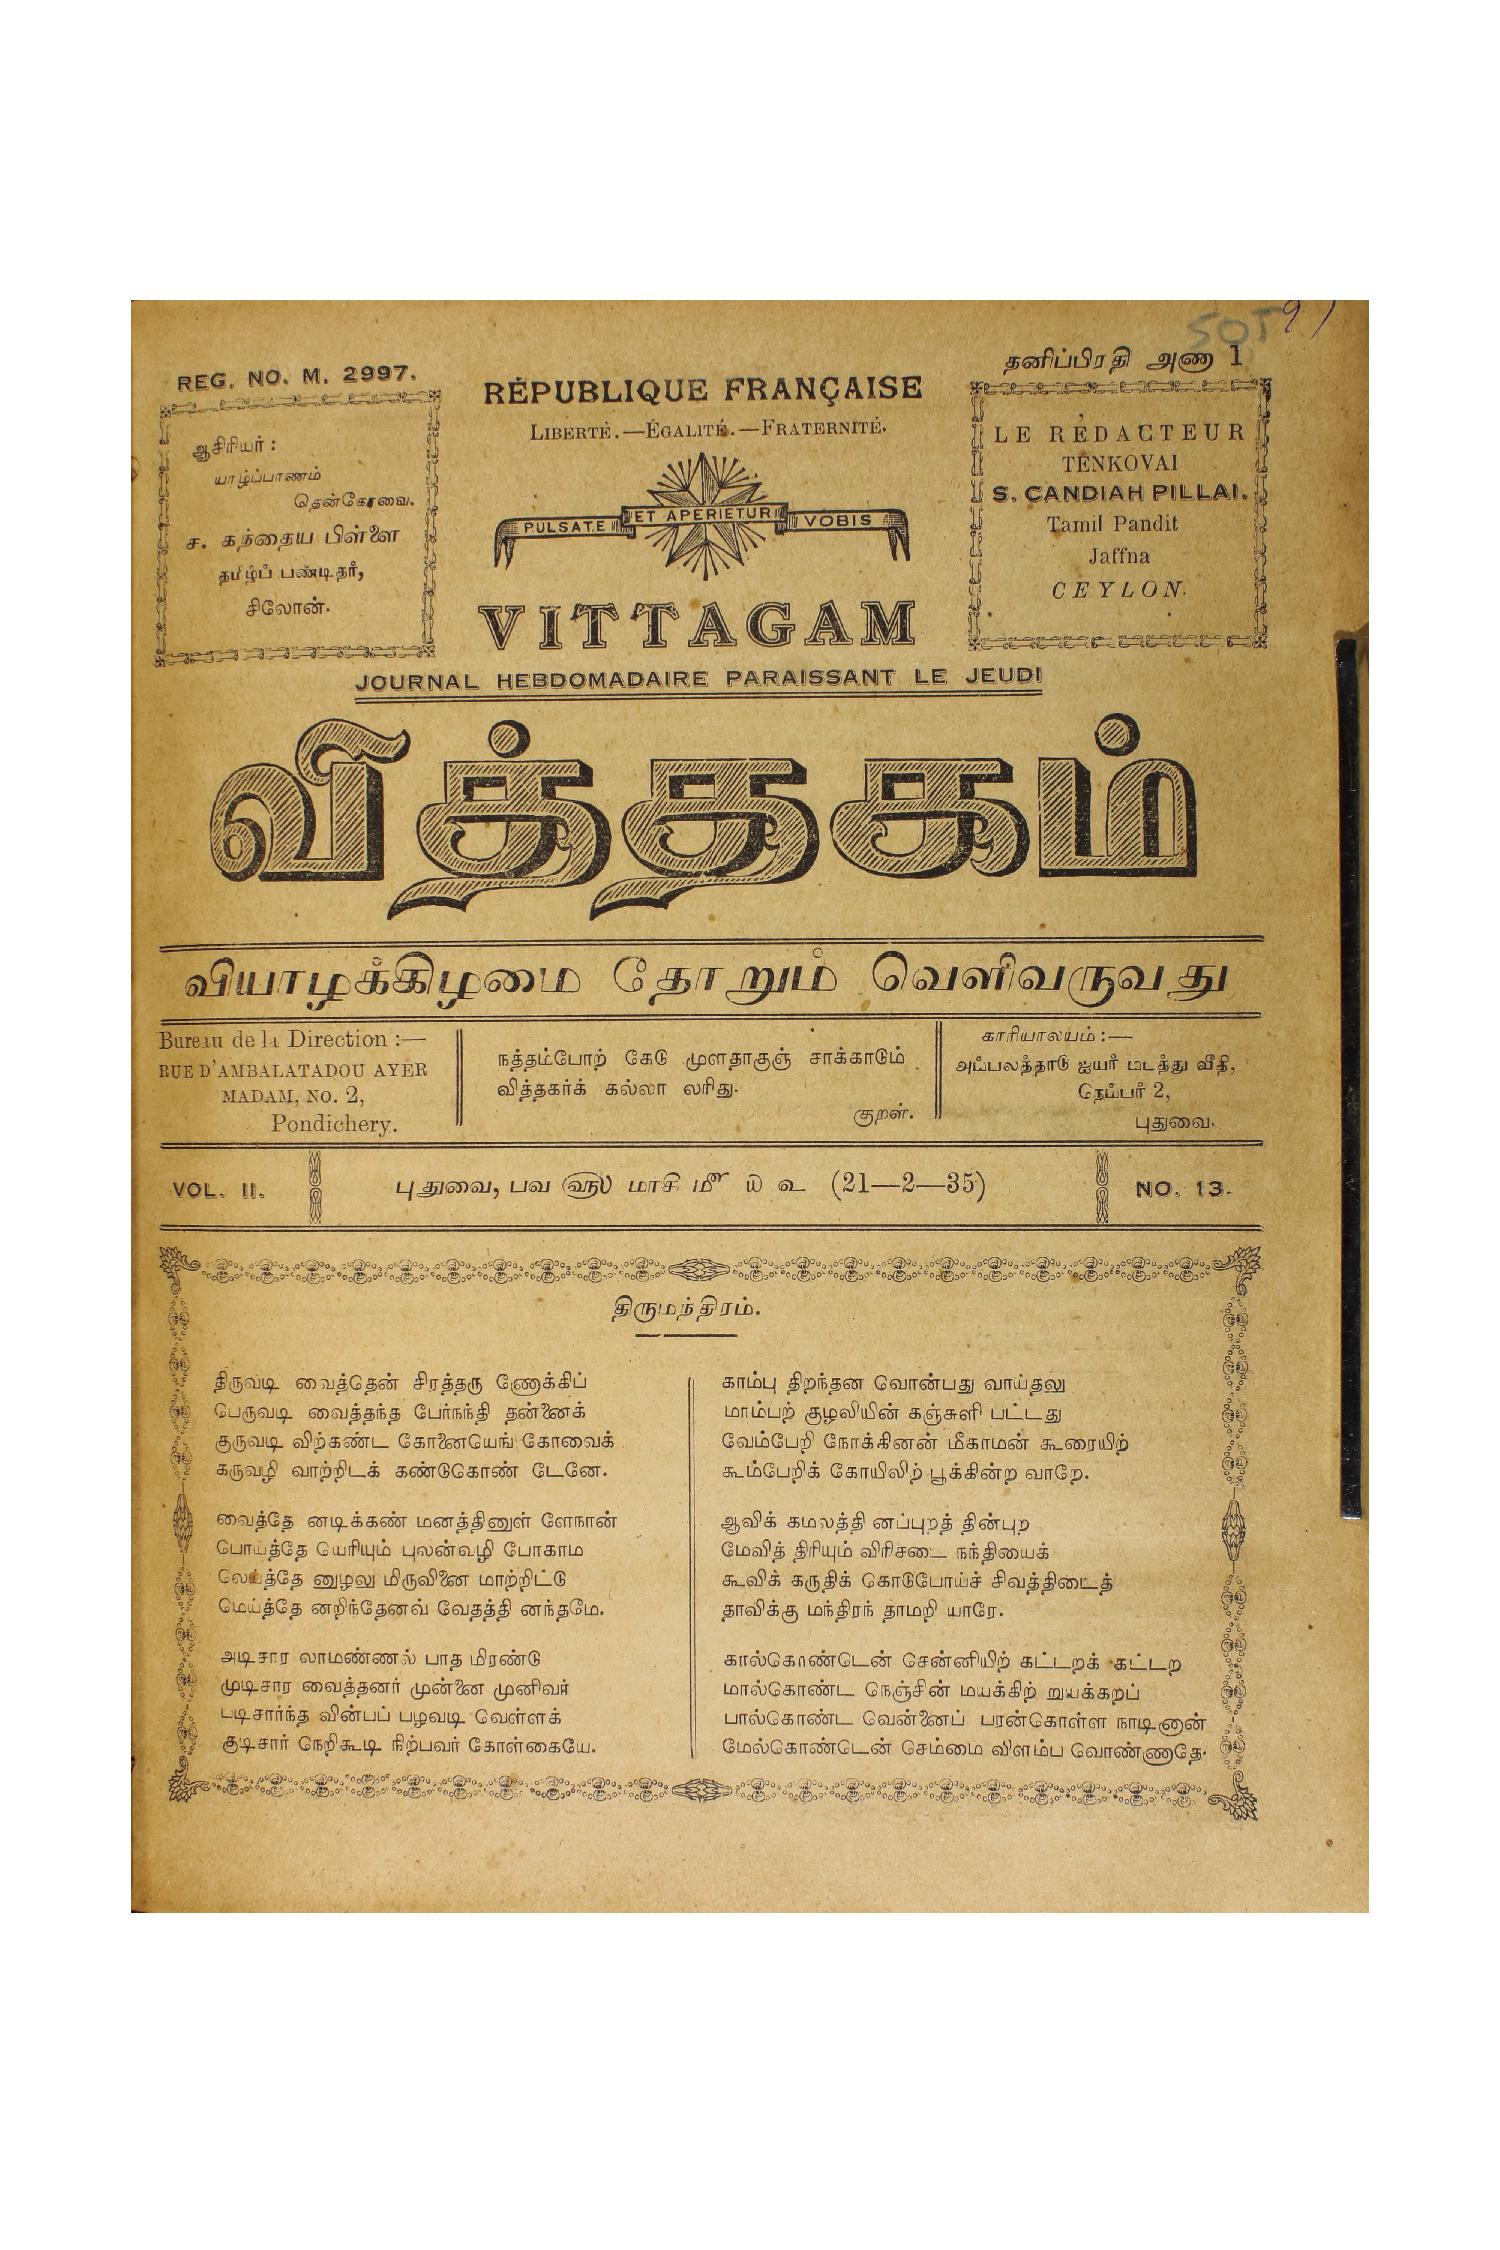 505 91
REG. NO. M. 2997.
ஆசிரியர் :
யாழ்ப்பாணம்
தென்கோவை.
ச. கந்தைய பிள்ளை
தமிழ்ப் பண்டிதர்,
சிலோன்.
RÉPUBLIQUE FRANÇAISE
LIBERTÉ.—ÉGALITÉ.—FRATERNITÉ.
PULSATE ET APERIETUR VOBIS
VITTAGAM
JOURNAL HEBDOMADAIRE PARAISSANT LE JEUDI
தனிப்பிரதி அணா 1
LE RÉDACTEUR
TENKOVAI
S. CANDIAH PILLAI.
Tamil Pandit
Jaffna
CEYLON.
வித்தகம்
வியாழக்கிழமை தோறும் வெளிவருவது
Bureau de la Direction :—
RUE D'AMBALATADOU AYER
MADAM, NO. 2,
Pondichery.
நத்தம்போற் கேடு முளதாகுஞ் சாக்காடும்
வித்தகர்க் கல்லா லரிது.
குறள்.
காரியாலயம் :—
அப்பலத்தாடு ஐயர் மடத்து வீதி,
நெம்பர் 2,
புதுவை.
VOL. II.
புதுவை, பவ ௵ மாசி ௴ ௰ ௳ (21—2—35)
NO. 13.
திருமந்திரம்.
திருவடி வைத்தென் சிரத்தரு ணோக்கிப்
பெருவடி வைத்தந்த பேர்நந்தி தன்னைக்
குருவடி விற்கண்ட கோனையெங் கோவைக்
கருவழி வாற்றிடக் கண்டுகொண் டேனே.
வைத்தே னடிக்கண் மனத்தினுள் ளேநான்
பொய்த்தே யெரியும் புலன்வழி போகாம
லெய்த்தே னுழலு மிருவினை மாற்றிட்டு
மெய்த்தே னறிந்தேனவ் வேதத்தி னந்தமே.
அடிசார லாமண்ணல் பாத மிரண்டு
முடிசார வைத்தனர் முன்னை முனிவர்
படிசார்ந்த வின்பப் பழவடி வெள்ளக்
குடிசார் நெறிகூடி நிற்பவர் கோள்கையே.
காம்பு திறந்தன வொன்பது வாய்தலு
மாம்பற் குழலியின் கஞ்சுளி பட்டது
வேம்பேறி நோக்கினன் மீகாமன் கூரையிற்
கூம்பேறிக் கோயிலிற் பூக்கின்ற வாறே.
ஆவிக் கமலத்தி னப்புறத் தின்புற
மேவித் திரியும் விரிசடை நந்தியைக்
கூவிக் கருதிக் கொடுபோய்ச் சிவத்திடைத்
தாவிக்கு மந்திரந் தாமறி யாரே.
கால்கொண்டென் சென்னியிற் கட்டறக் கட்டற
மால்கொண்ட நெஞ்சின் மயக்கிற் றுயக்கறப்
பால்கொண்ட வென்னைப் பரன்கொள்ள நாடினான்
மேல்கொண்டென் செம்மை விளம்ப வொண்ணாதே.